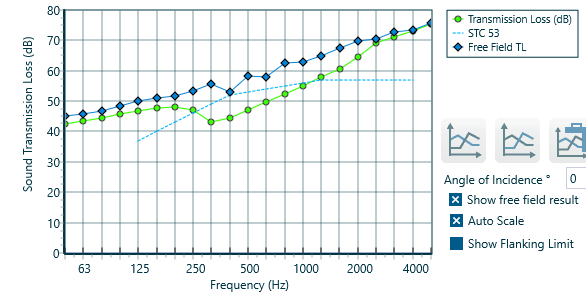 80
70
60
50
40
30
20
10
0
Sound Transmission Loss (dB)
63 125 250 500 1000 2000 4000
Frequency (Hz)
Transmission Loss (dB)
STC 53
Free Field TL
Angle of Incidence ° 0
Show free field result
Auto Scale
Show Flanking Limit